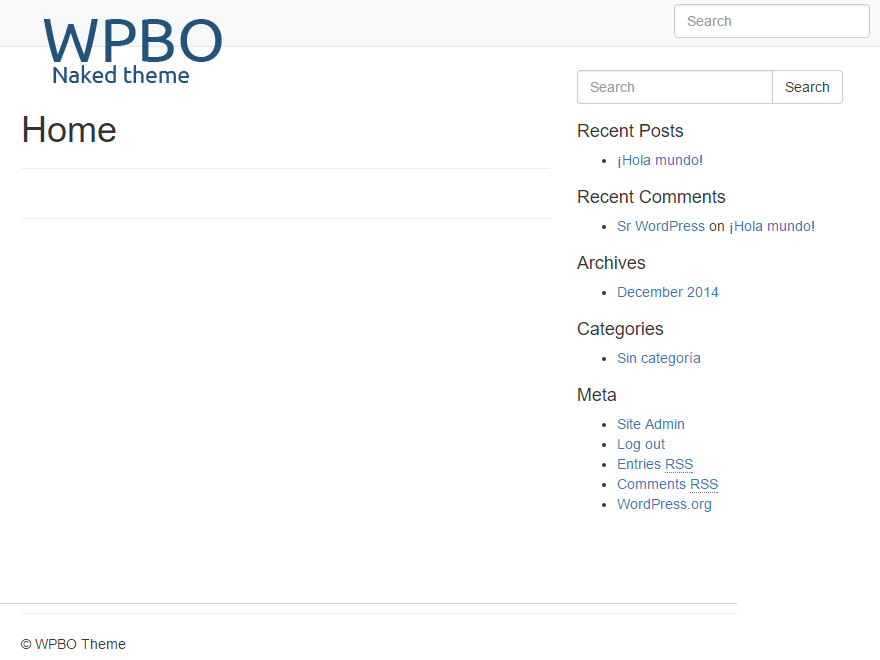 WPBO
Naked theme
Search
Home
Search Search
Recent Posts
¡Hola mundo!
Recent Comments
Sr WordPress on ¡Hola mundo!
Archives
December 2014
Categories
Sin categoría
Meta
Site Admin
Log out
Entries RSS
Comments RSS
WordPress.org
© WPBO Theme